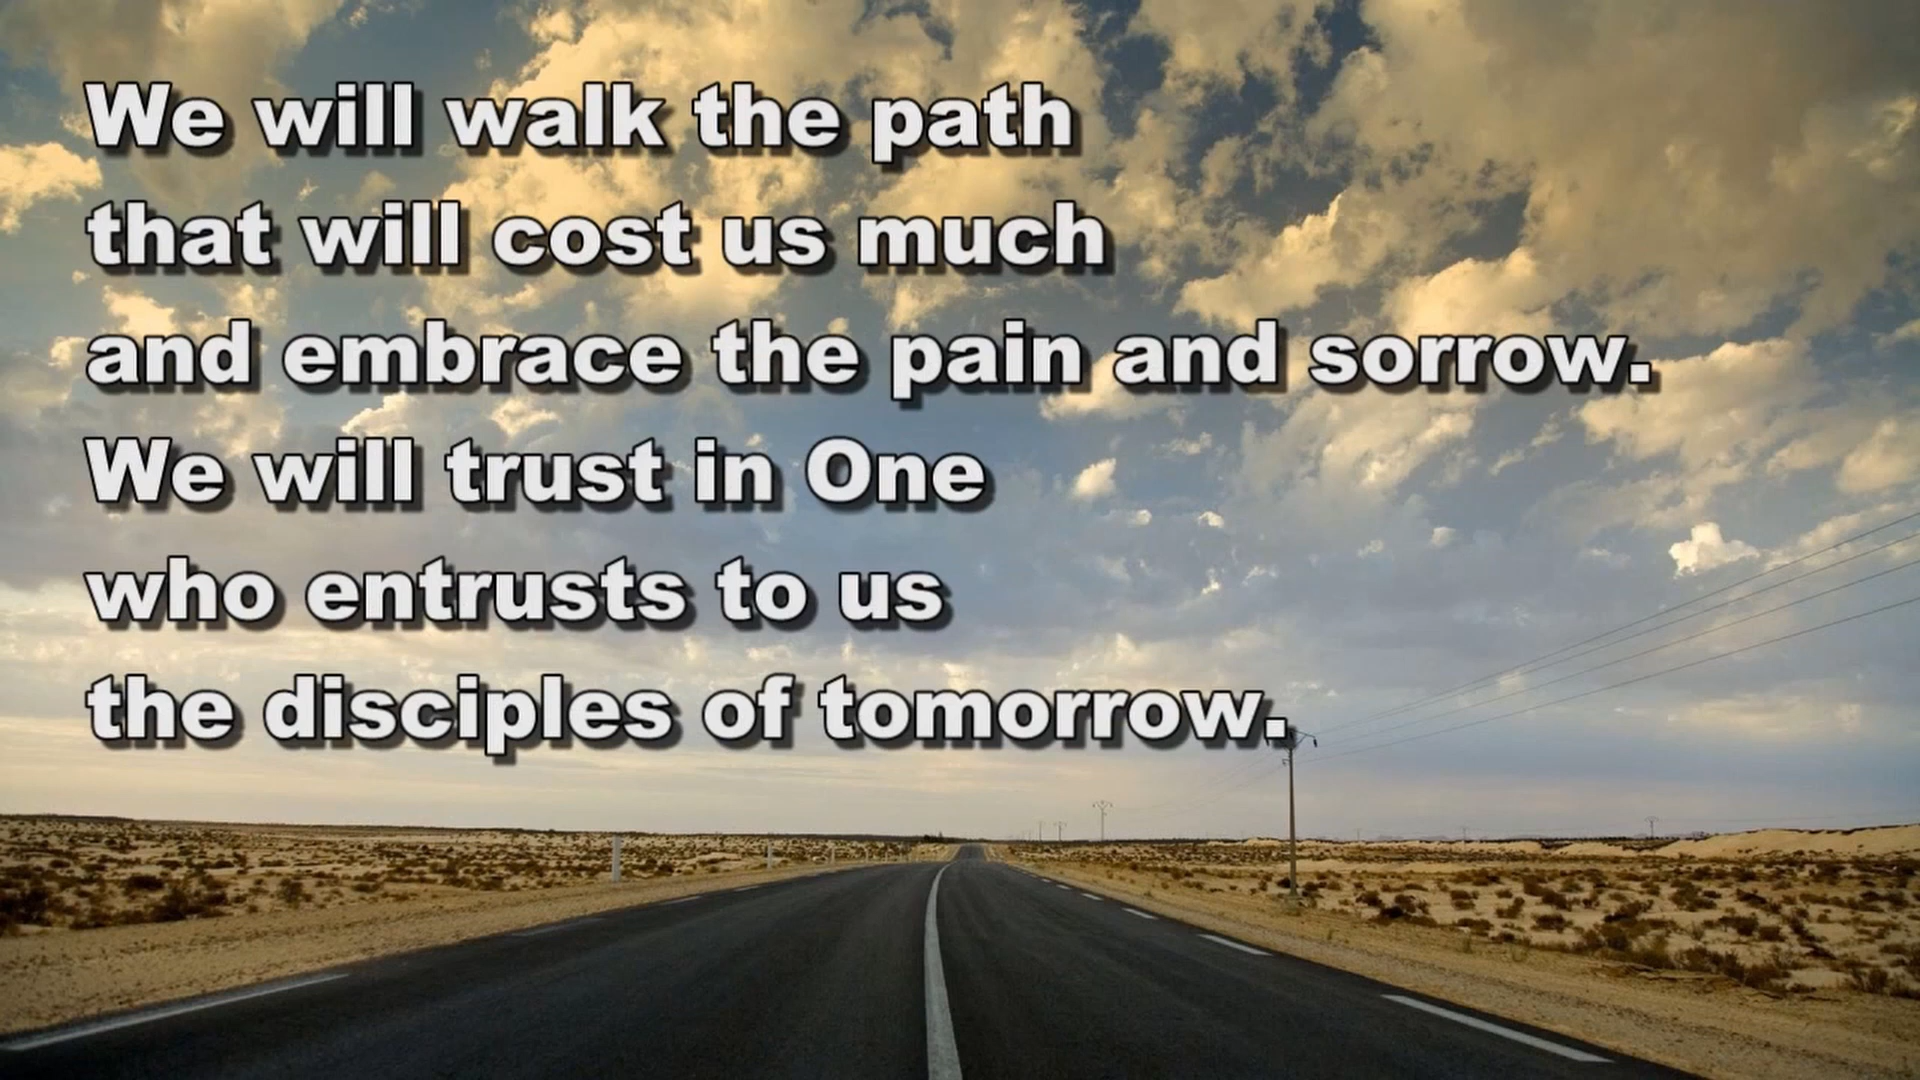 We will walk the path
that will cost us much
and embrace the pain and sorrow.
We will trust in One
who entrusts to us
the disciples of tomorrow.